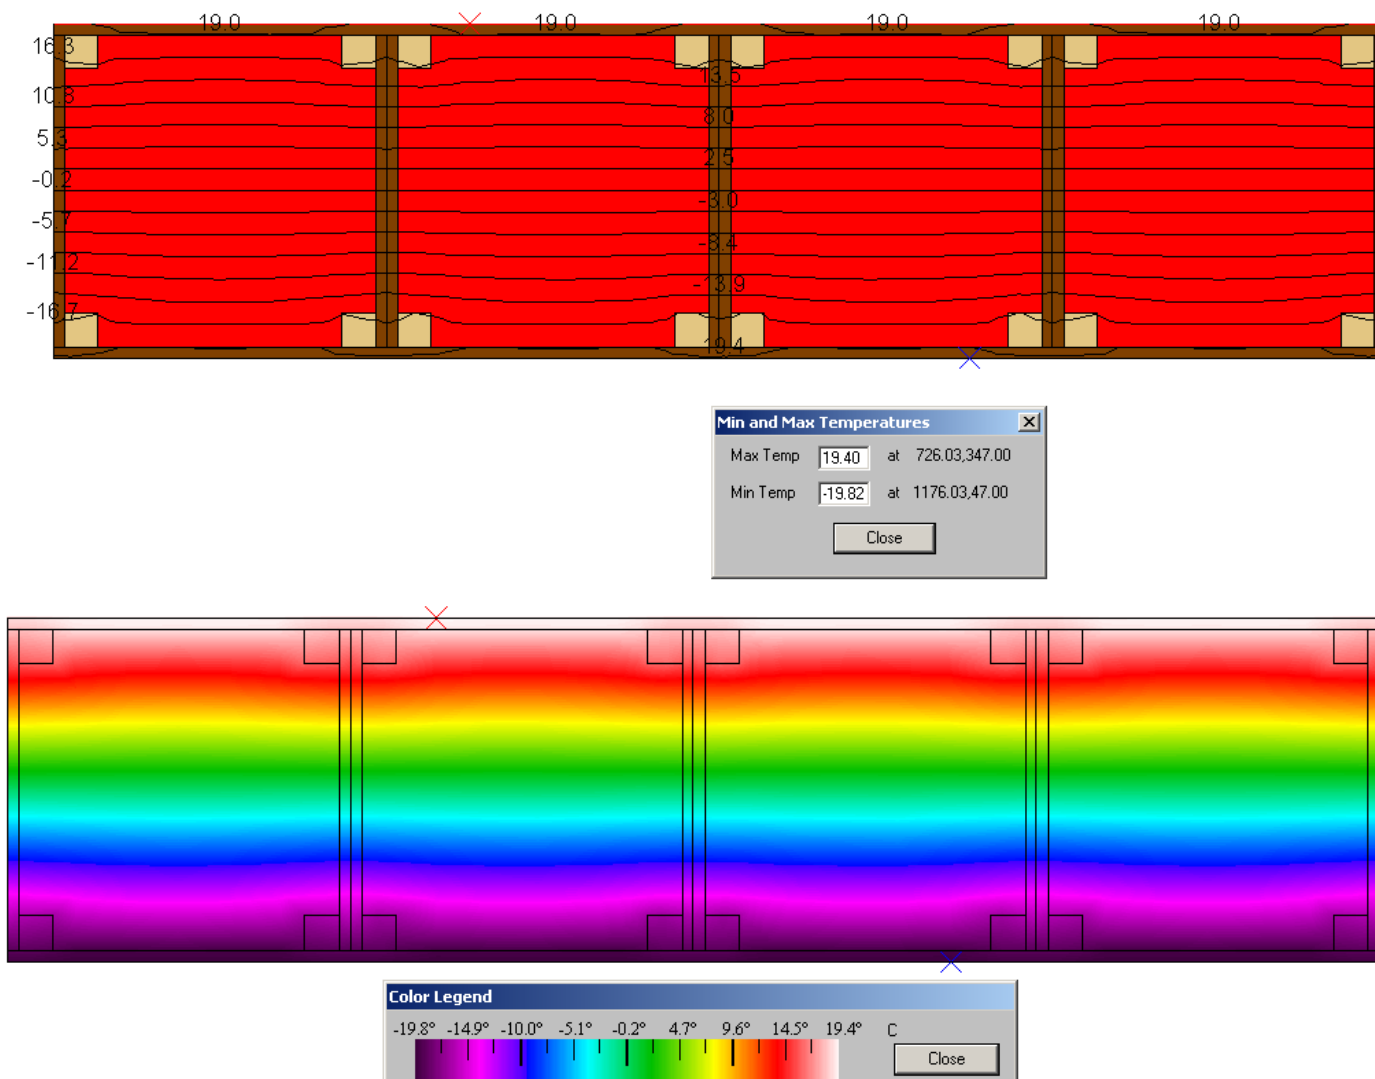 19.0 19.0 19.0 19.0
16.3
13.5
10.8
8.0
5.3
2.5
-0.2
-3.0
-5.7
-8.4
-11.2
-13.9
-16.7
19.4
Min and Max Temperatures
Max Temp 19.40 at 726.03,347.00
Min Temp -19.82 at 1176.03,47.00
Close
Color Legend
-19.8° -14.9° -10.0° -5.1° -0.2° 4.7° 9.6° 14.5° 19.4° C
Close